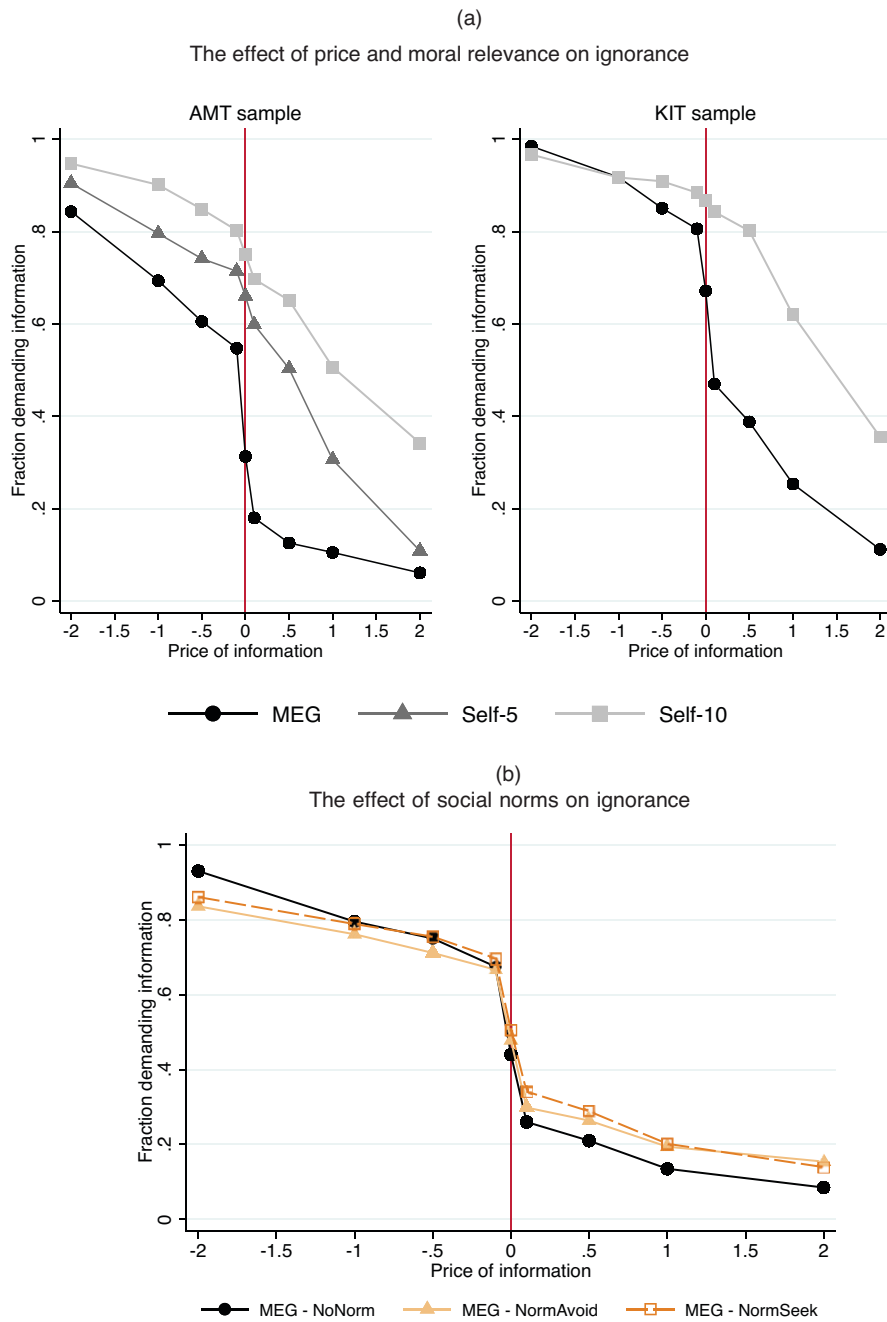 (a)
The effect of price and moral relevance on ignorance
AMT sample
KIT sample
Fraction demanding information
1
.8
.6
.4
.2
0
-2 -1.5 -1 -.5 0 .5 1 1.5 2
Price of information
Fraction demanding information
1
.8
.6
.4
.2
0
-2 -1.5 -1 -.5 0 .5 1 1.5 2
Price of information
MEG Self-5 Self-10
(b)
The effect of social norms on ignorance
Fraction demanding information
1
.8
.6
.4
.2
0
-2 -1.5 -1 -.5 0 .5 1 1.5 2
Price of information
MEG - NoNorm MEG - NormAvoid MEG - NormSeek